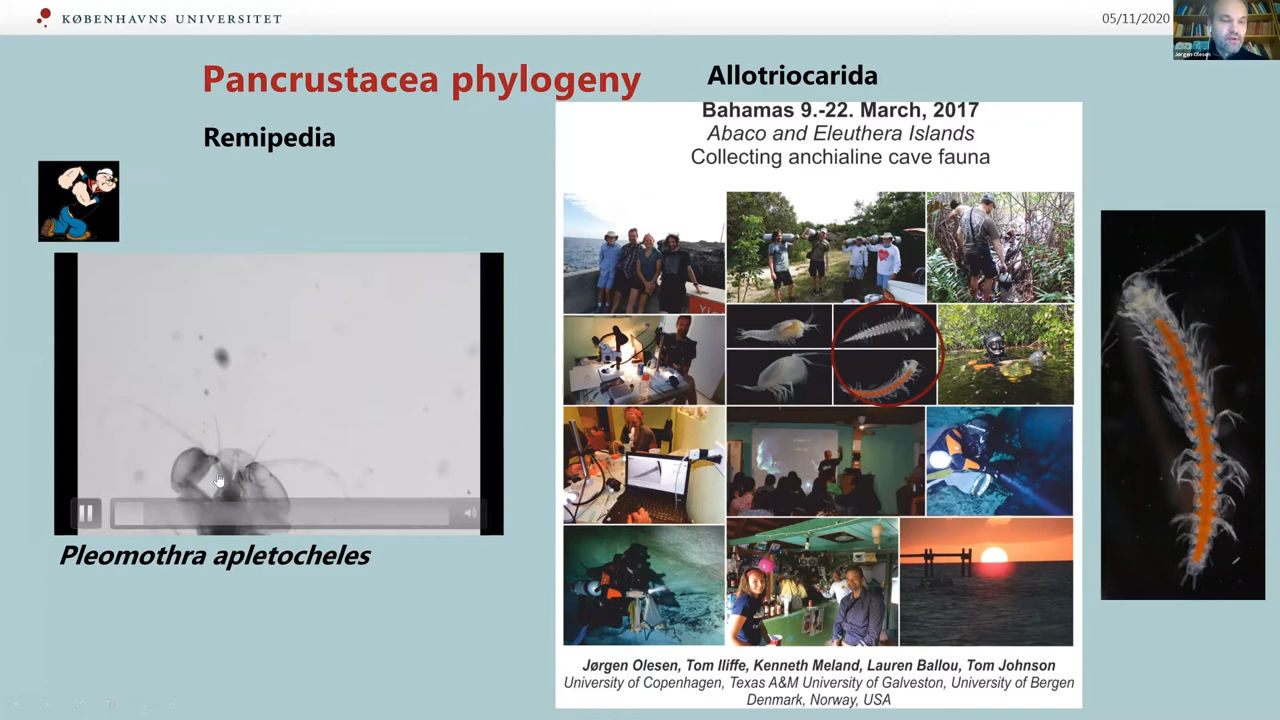 KØBENHAVNS UNIVERSITET
05/11/2020
Jørgen Olesen
Pancrustacea phylogeny
Allotriocarida
Remipedia
Bahamas 9.-22. March, 2017
Abaco and Eleuthera Islands
Collecting anchialine cave fauna
Pleomothra apletocheles
Jørgen Olesen, Tom Iliffe, Kenneth Meland, Lauren Ballou, Tom Johnson
University of Copenhagen, Texas A&M University of Galveston, University of Bergen
Denmark, Norway, USA